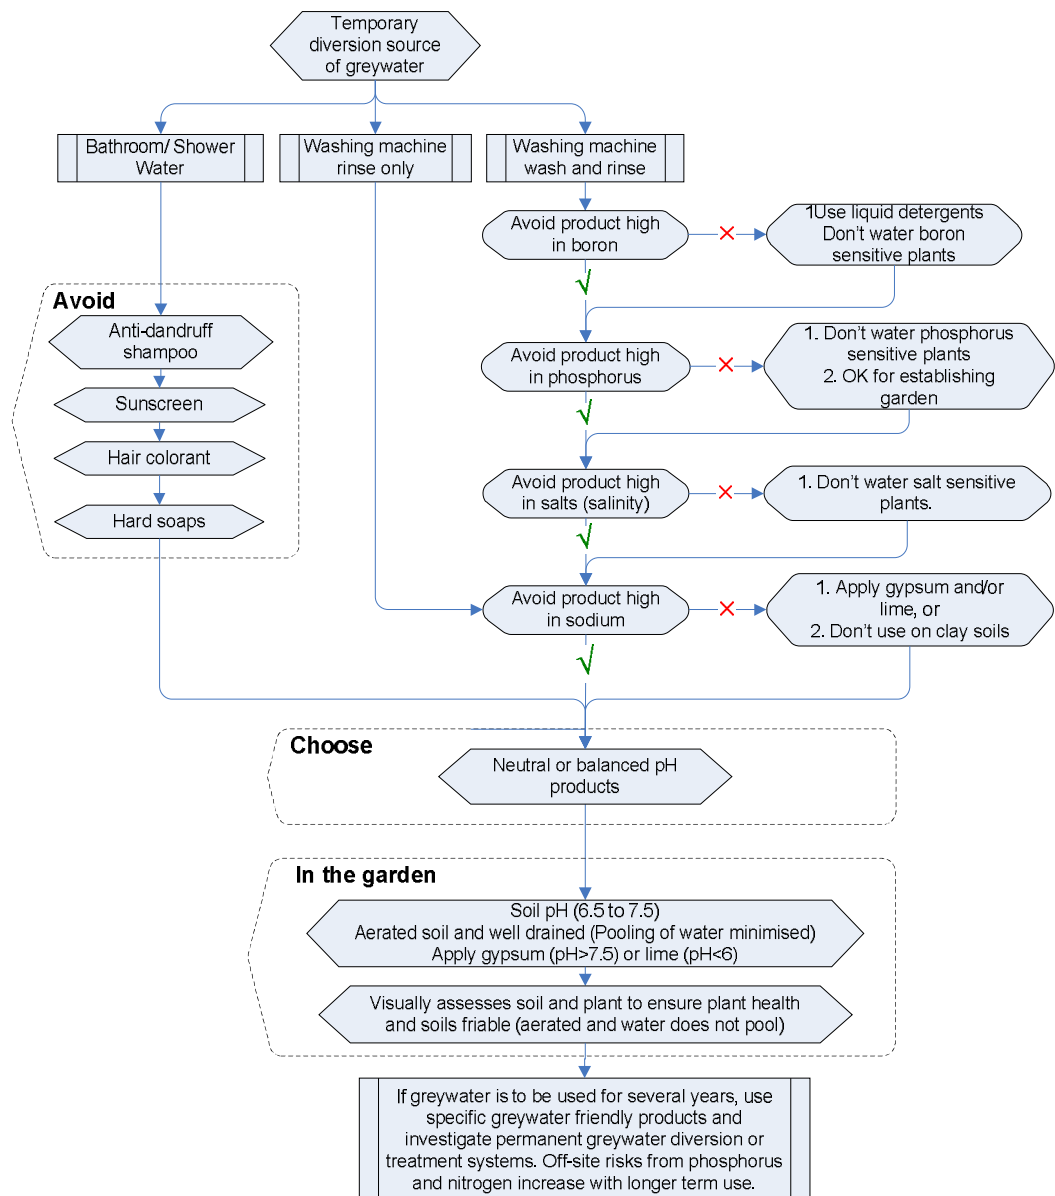 Temporary
diversion source
of greywater
Bathroom/ Shower
Water
Washing machine
rinse only
Washing machine
wash and rinse
Avoid product high
in boron
1Use liquid detergents
Don't water boron
sensitive plants
Avoid
Anti-dandruff
shampoo
Sunscreen
Hair colorant
Hard soaps
Avoid product high
in phosphorus
1. Don't water phosphorus
sensitive plants
2. OK for establishing
garden
Avoid product high
in salts (salinity)
1. Don't water salt sensitive
plants.
Avoid product high
in sodium
1. Apply gypsum and/or
lime, or
2. Don't use on clay soils
Choose
Neutral or balanced pH
products
In the garden
Soil pH (6.5 to 7.5)
Aerated soil and well drained (Pooling of water minimised)
Apply gypsum (pH>7.5) or lime (pH<6)
Visually assesses soil and plant to ensure plant health
and soils friable (aerated and water does not pool)
If greywater is to be used for several years, use
specific greywater friendly products and
investigate permanent greywater diversion or
treatment systems. Off-site risks from phosphorus
and nitrogen increase with longer term use.